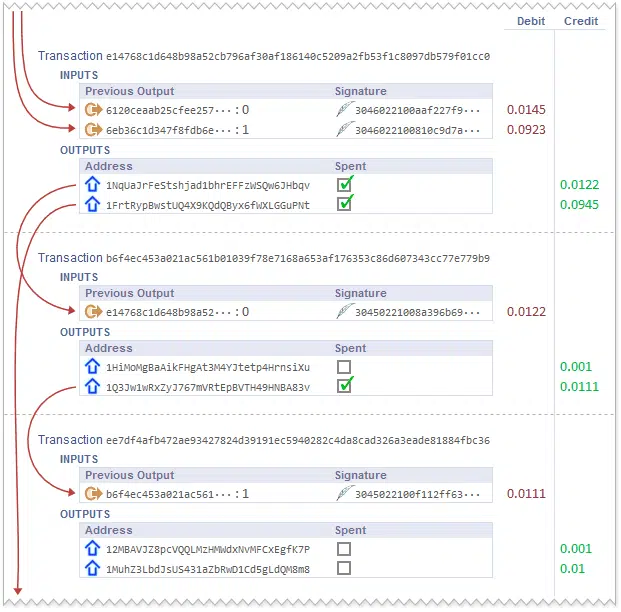 Debit Credit
Transaction e14768c1d648b98a52cb796af30af186140c5209a2fb53f1c8097db579f01cc0
INPUTS
Previous Output Signature
6120ceaab25cfee257···:0 3046022100aaf227f9··· 0.0145
6eb36c1d347f8fdb6e···:1 3046022100810c9d7a··· 0.0923
OUTPUTS
Address Spent
1NqUaJrFeStshjad1bhrEFFzWSQw6JHbqv 0.0122
1FrtRypBwstUQ4X9KQdQByx6fWXLGGuPNt 0.0945
Transaction b6f4ec453a021ac561b01039f78e7168a653af176353c86d607343cc77e779b9
INPUTS
Previous Output Signature
e14768c1d648b98a52···:0 30450221008a396b69··· 0.0122
OUTPUTS
Address Spent
1HiMoMgBaAikFHgAt3M4YJtetp4HrnsiXu 0.001
1Q3Jw1wRxZyJ767mVRtEpBVTH49HNBA83v 0.0111
Transaction ee7df4afb472ae93427824d39191ec5940282c4da8cad326a3eade81884fbc36
INPUTS
Previous Output Signature
b6f4ec453a021ac561···:1 3045022100f112ff63··· 0.0111
OUTPUTS
Address Spent
12MBAVJZ8pcVQQLMzHMWdxNvMFCxEgfK7P 0.001
1MuhZ3LbdJsUS431aZbRwD1Cd5gLdQM8m8 0.01